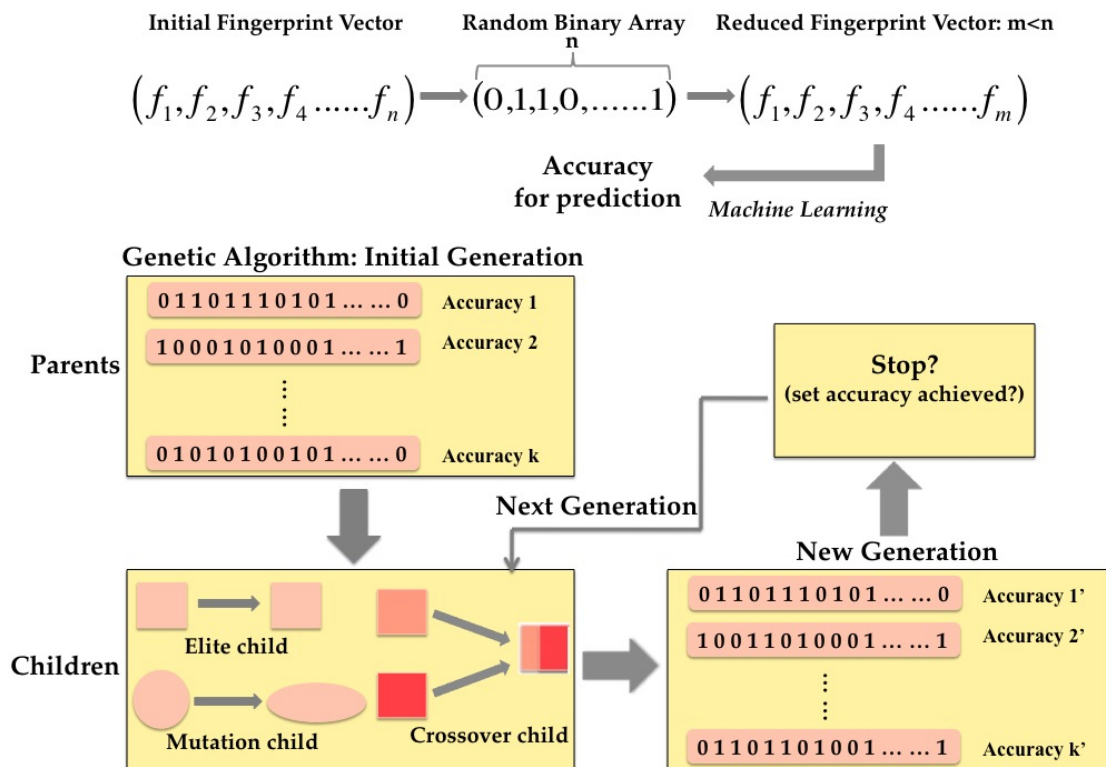 Initial Fingerprint Vector
Random Binary Array
Reduced Fingerprint Vector: m<n
n
(f₁, f₂, f₃, f₄ ......fₙ)
(0,1,1,0,......1)
(f₁, f₂, f₃, f₄ ......fₘ)
Accuracy
for prediction
Machine Learning
Genetic Algorithm: Initial Generation
Parents
0 1 1 0 1 1 1 0 1 0 1 ... ... 0 Accuracy 1
1 0 0 0 1 0 1 0 0 0 1 ... ... 1 Accuracy 2
0 1 0 1 0 1 0 0 1 0 1 ... ... 0 Accuracy k
Stop?
(set accuracy achieved?)
Next Generation
Children
Elite child
Mutation child
Crossover child
New Generation
0 1 1 0 1 1 1 0 1 0 1 ... ... 0 Accuracy 1'
1 0 0 1 1 0 1 0 0 0 1 ... ... 1 Accuracy 2'
0 1 1 0 1 1 0 1 0 0 1 ... ... 1 Accuracy k'